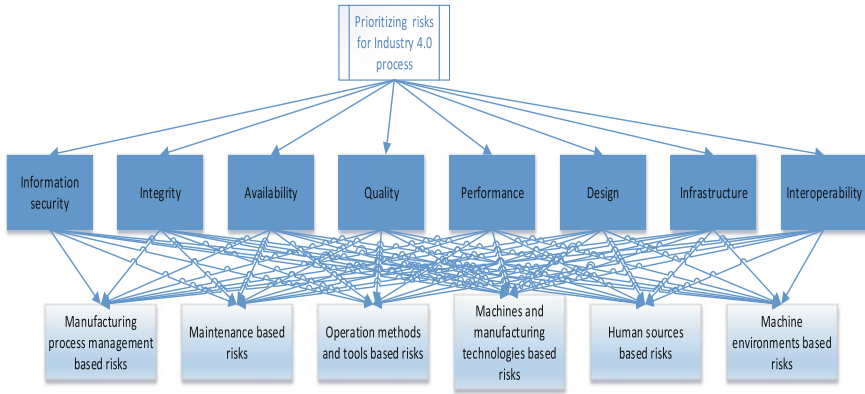 Prioritizing risks
for Industry 4.0
process
Information
security
Integrity
Availability
Quality
Performance
Design
Infrastructure
Interoperability
Manufacturing
process management
based risks
Maintenance based
risks
Operation methods
and tools based risks
Machines and
manufacturing
technologies based
risks
Human sources
based risks
Machine
environments based
risks